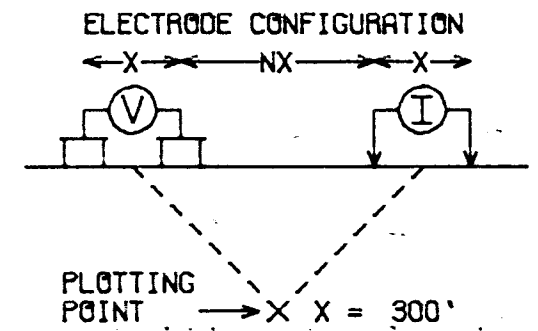 ELECTRODE CONFIGURATION
X NX X
V I
PLOTTING
POINT X X = 300'